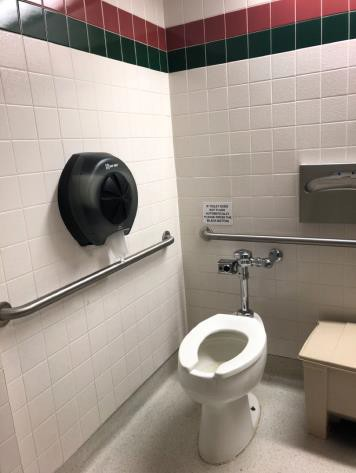 IF TOILET DOES
NOT FLUSH
AUTOMATICALLY
PLEASE PRESS THE
BLACK BUTTON